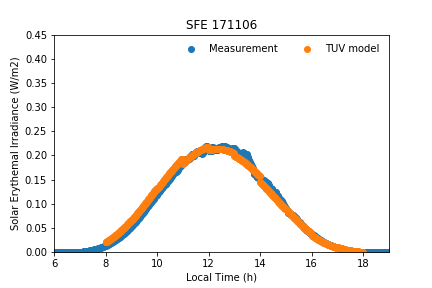 SFE 171106
Measurement
TUV model
Solar Erythemal Irradiance (W/m2)
0.45
0.40
0.35
0.30
0.25
0.20
0.15
0.10
0.05
0.00
6 8 10 12 14 16 18
Local Time (h)